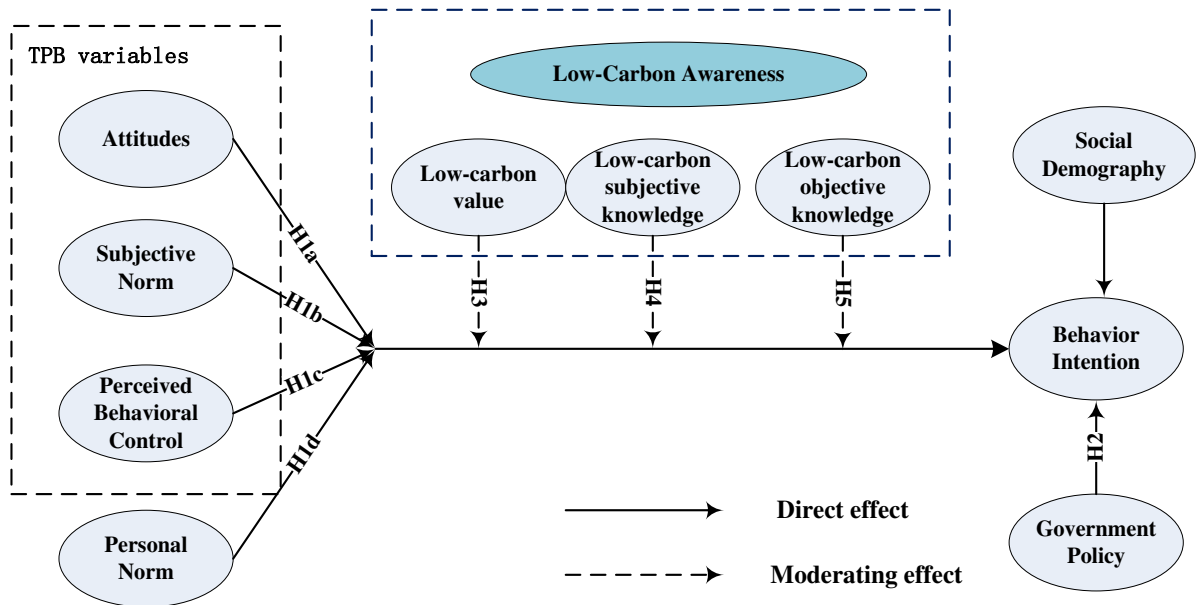 TPB variables
Attitudes
Subjective
Norm
Perceived
Behavioral
Control
Personal
Norm
H1a
H1b
H1c
H1d
Low-Carbon Awareness
Low-carbon
value
Low-carbon
subjective
knowledge
Low-carbon
objective
knowledge
H3
H4
H5
Social
Demography
Behavior
Intention
H2
Government
Policy
Direct effect
Moderating effect